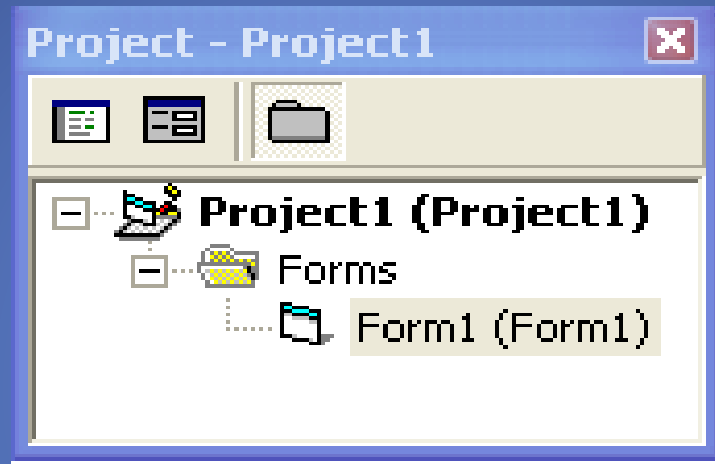 Project - Project1
Project1 (Project1)
Forms
Form1 (Form1)